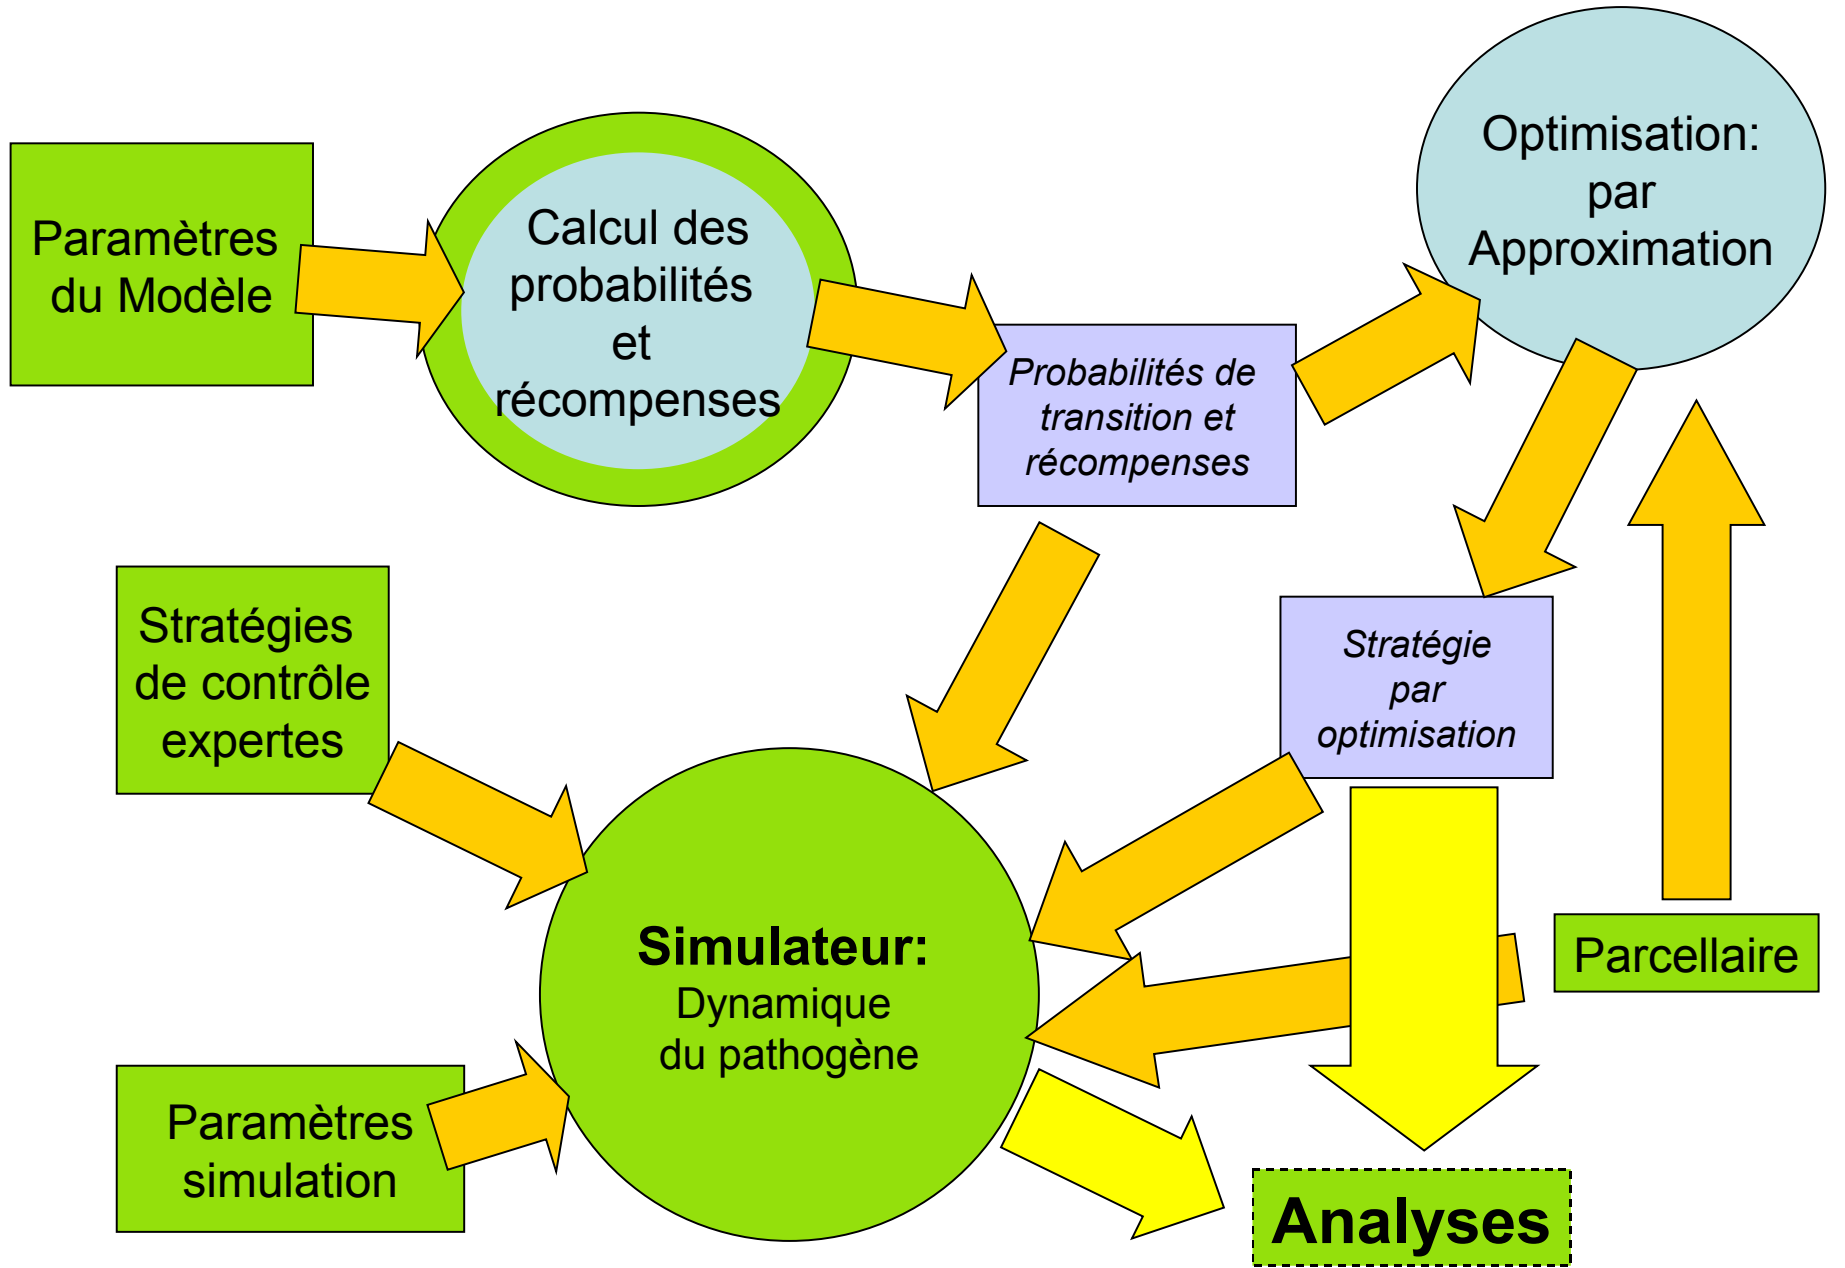 Paramètres
du Modèle
Calcul des
probabilités
et
récompenses
Optimisation:
par
Approximation
Probabilités de
transition et
récompenses
Stratégies
de contrôle
expertes
Stratégie
par
optimisation
Simulateur:
Dynamique
du pathogène
Parcellaire
Paramètres
simulation
Analyses